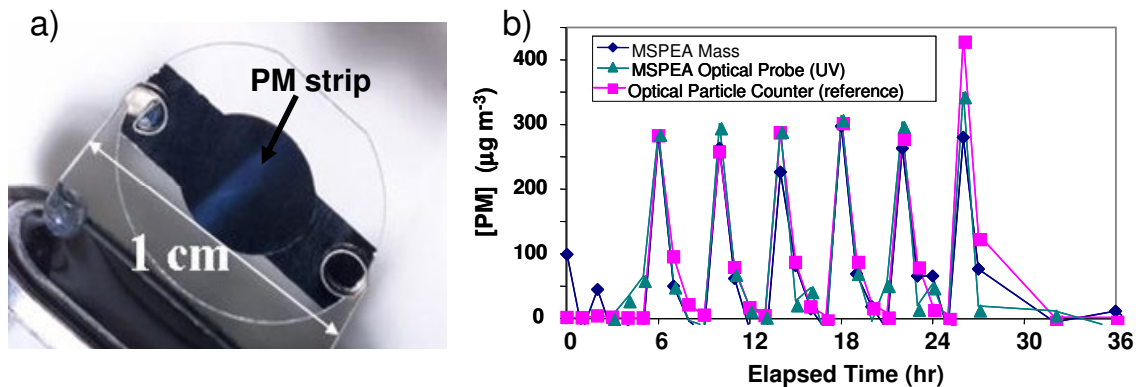 a)
PM strip
1 cm
b)
[PM] (µg m-3)
400
300
200
100
0
MSPEA Mass
MSPEA Optical Probe (UV)
Optical Particle Counter (reference)
0 6 12 18 24 30 36
Elapsed Time (hr)